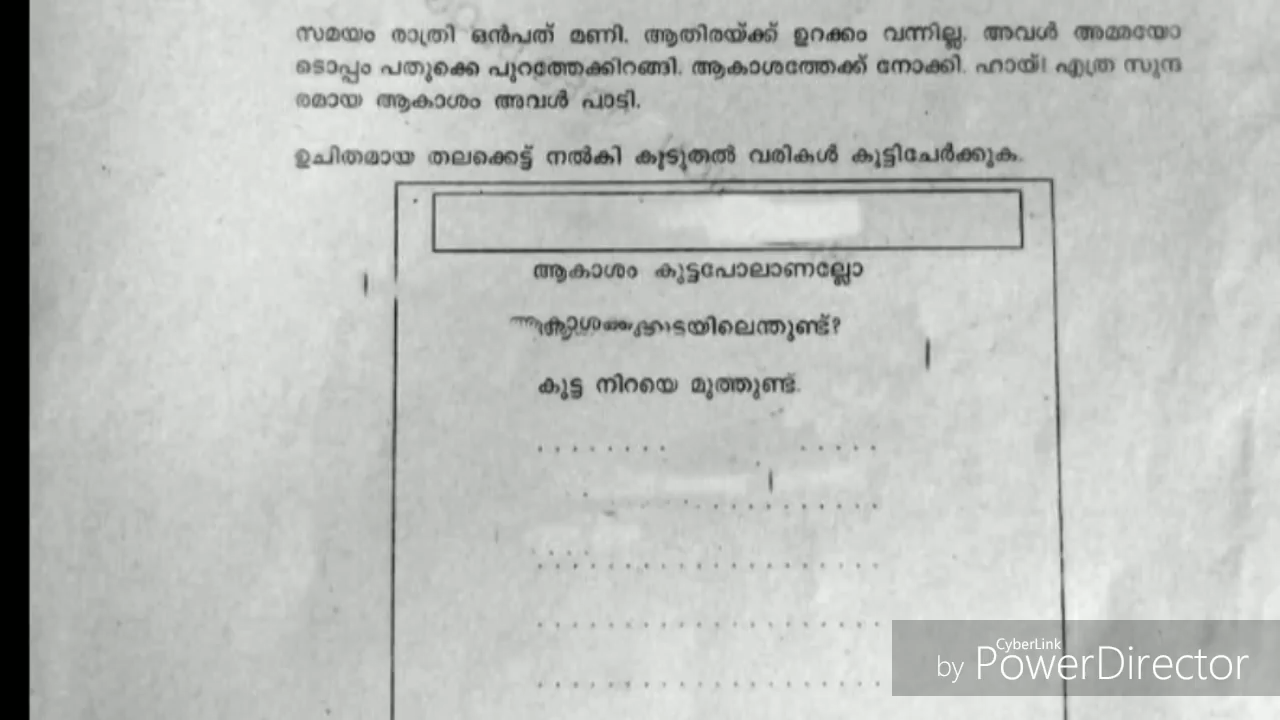 സമയം രാത്രി ഒൻപത് മണി. ആതിരയ്ക്ക് ഉറക്കം വന്നില്ല. അവൾ അമ്മയോ
ടൊപ്പം പതുക്കെ പുറത്തേക്കിറങ്ങി. ആകാശത്തേക്ക് നോക്കി. ഹായ്! എത്ര സുന്ദ
രമായ ആകാശം അവൾ പാടി.
ഉചിതമായ തലക്കെട്ട് നൽകി കൂടുതൽ വരികൾ കൂട്ടിചേർക്കുക.
ആകാശം കുട്ടപോലാണല്ലോ
കുട്ട നിറയെ മുത്തുണ്ട്.
CyberLink
by PowerDirector